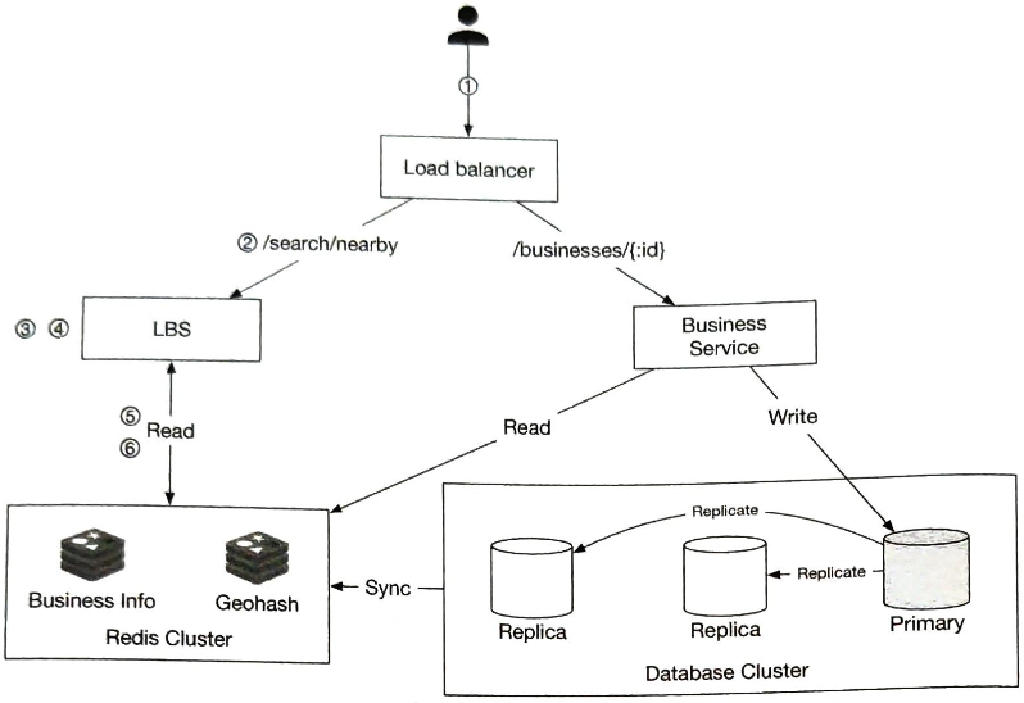 ①
Load balancer
② /search/nearby
/businesses/{:id}
③ ④
LBS
Business
Service
⑤
⑥
Read
Read
Write
Replicate
Replicate
Sync
Business Info
Geohash
Redis Cluster
Replica
Replica
Primary
Database Cluster